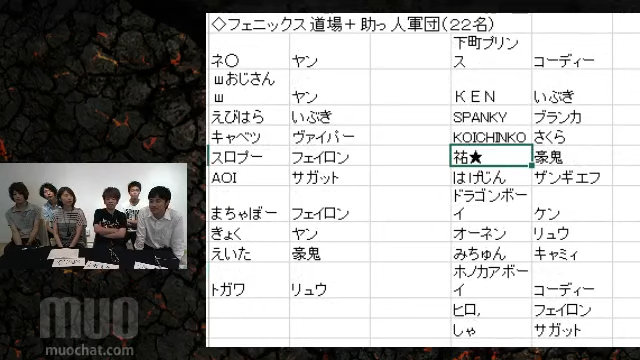 ◇フェニックス道場＋助っ人軍団（２２名）
ネ〇 ヤン
шおじさん
ш ヤン
えびはら いぶき
キャベツ ヴァイパー
スロプー フェイロン
AOI サガット
まちゃぼー フェイロン
きょく ヤン
えいた 豪鬼
トガワ リュウ
下町プリン
ス コーディー
ＫＥＮ いぶき
SPANKY ブランカ
KOICHINKO さくら
祐★ 豪鬼
はげじん ザンギエフ
ドラゴンボー
イ ケン
オーネン リュウ
みちゅん キャミィ
ホノカアボー
イ コーディー
ヒロ, フェイロン
しゃ サガット
MUO
muochat.com